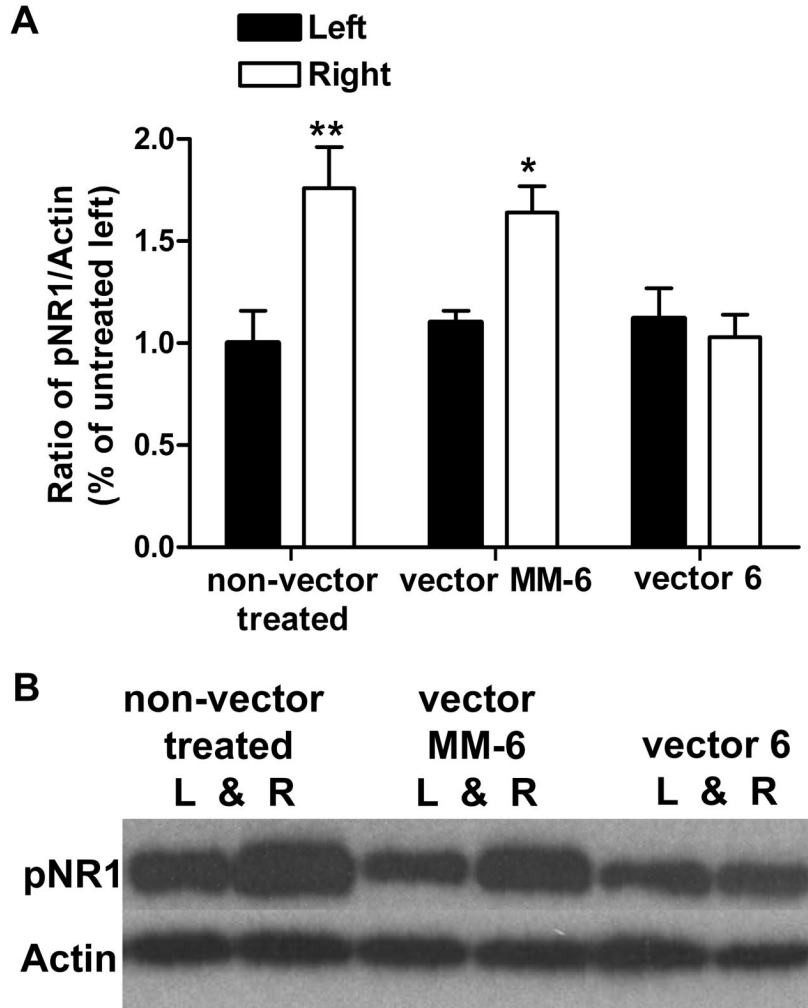 A
Left
Right
Ratio of pNR1/Actin
(% of untreated left)
2.0
1.5
1.0
0.5
0.0
**
*
non-vector
treated
vector MM-6
vector 6
B
non-vector
treated
vector
MM-6
vector 6
L & R
L & R
L & R
pNR1
Actin